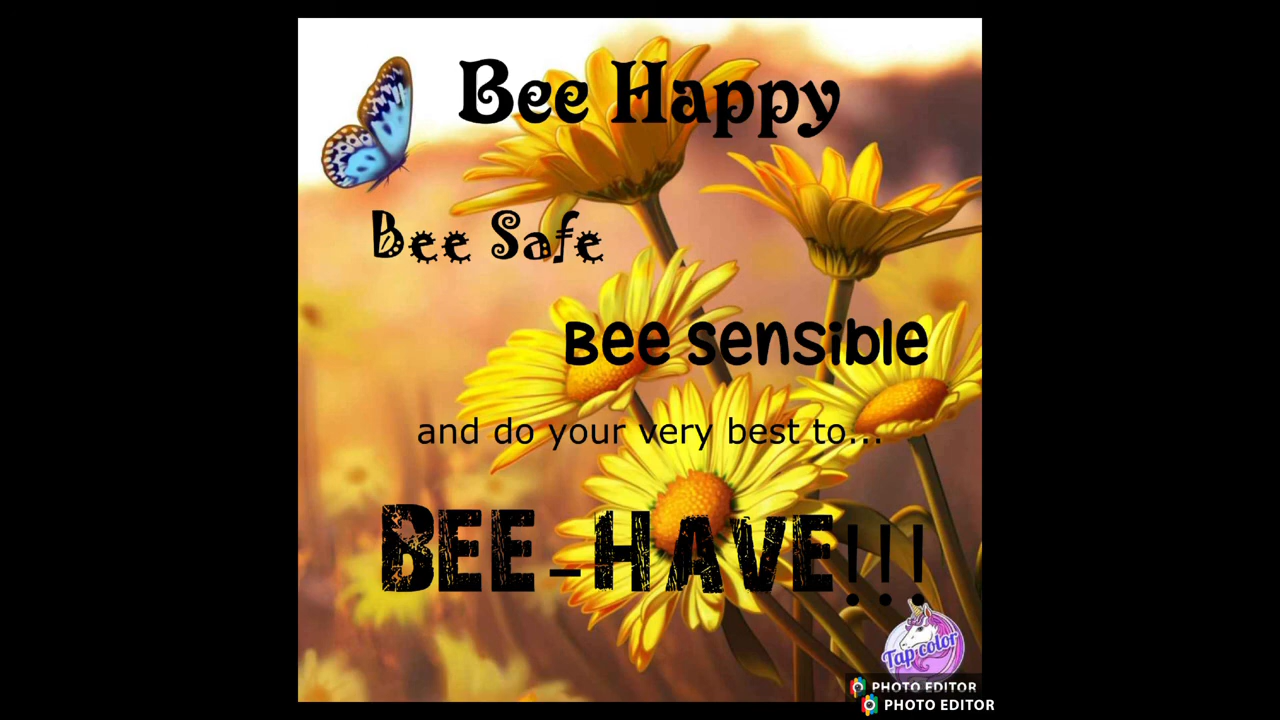 Bee Happy
Bee Safe
Bee sensible
and do your very best to...
BEE-HAVE!!!
Tap color
PHOTO EDITOR
PHOTO EDITOR